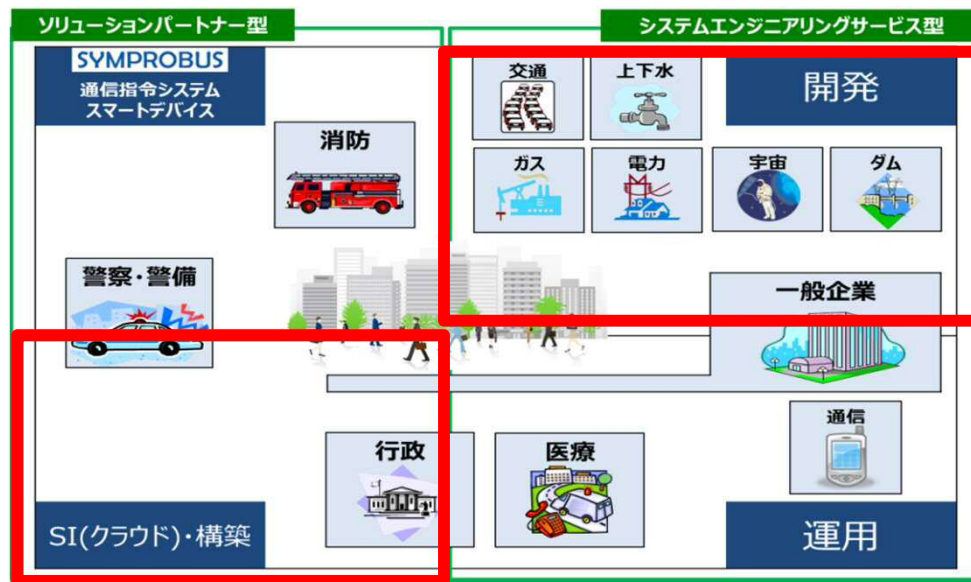 ソリューションパートナー型
システムエンジニアリングサービス型
SYMPROBUS
通信指令システム
スマートデバイス
消防
警察・警備
交通
上下水
開発
ガス
電力
宇宙
ダム
一般企業
行政
医療
通信
SI(クラウド)・構築
運用